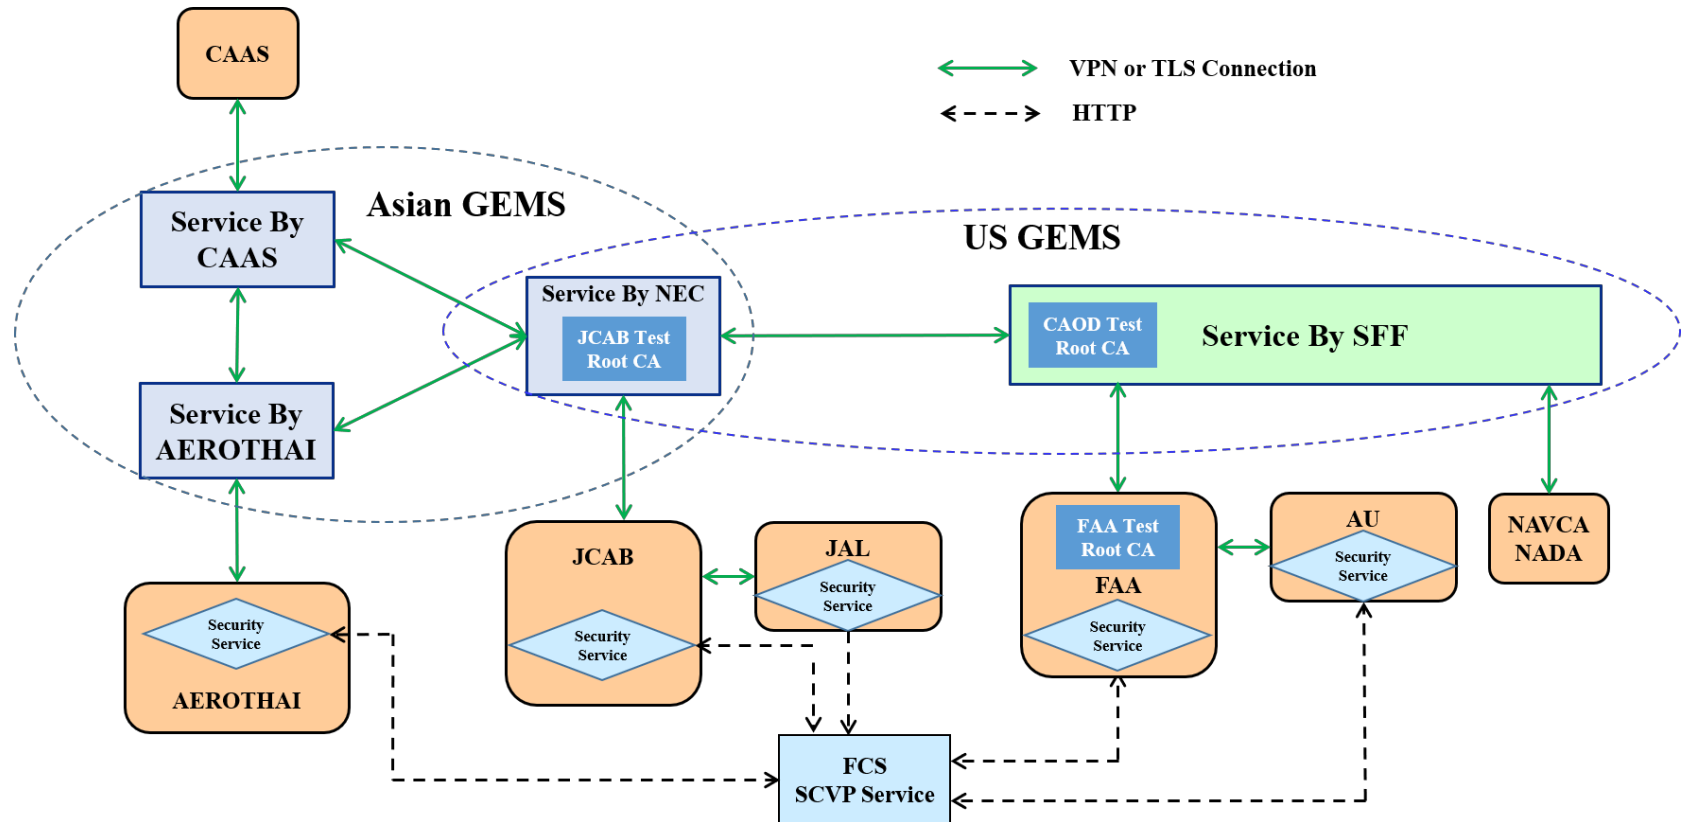 CAAS
VPN or TLS Connection
HTTP
Asian GEMS
US GEMS
Service By
CAAS
Service By NEC
JCAB Test
Root CA
CAOD Test
Root CA
Service By SFF
Service By
AEROTHAI
JCAB
Security
Service
JAL
Security
Service
FAA Test
Root CA
FAA
Security
Service
AU
Security
Service
NAVCA
NADA
Security
Service
AEROTHAI
FCS
SCVP Service